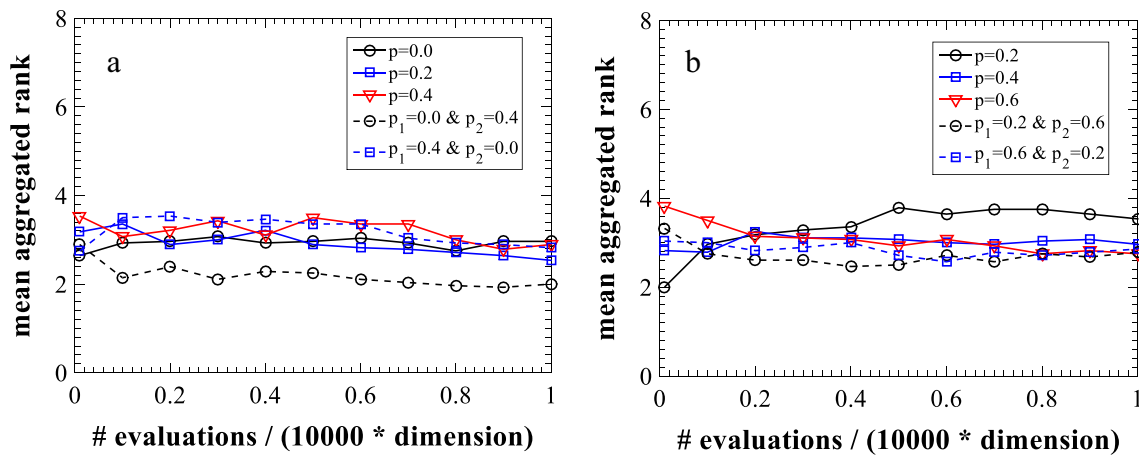 a
mean aggregated rank
8
6
4
2
0
p=0.0
p=0.2
p=0.4
p1=0.0 & p2=0.4
p1=0.4 & p2=0.0
0 0.2 0.4 0.6 0.8 1
# evaluations / (10000 * dimension)
b
mean aggregated rank
8
6
4
2
0
p=0.2
p=0.4
p=0.6
p1=0.2 & p2=0.6
p1=0.6 & p2=0.2
0 0.2 0.4 0.6 0.8 1
# evaluations / (10000 * dimension)